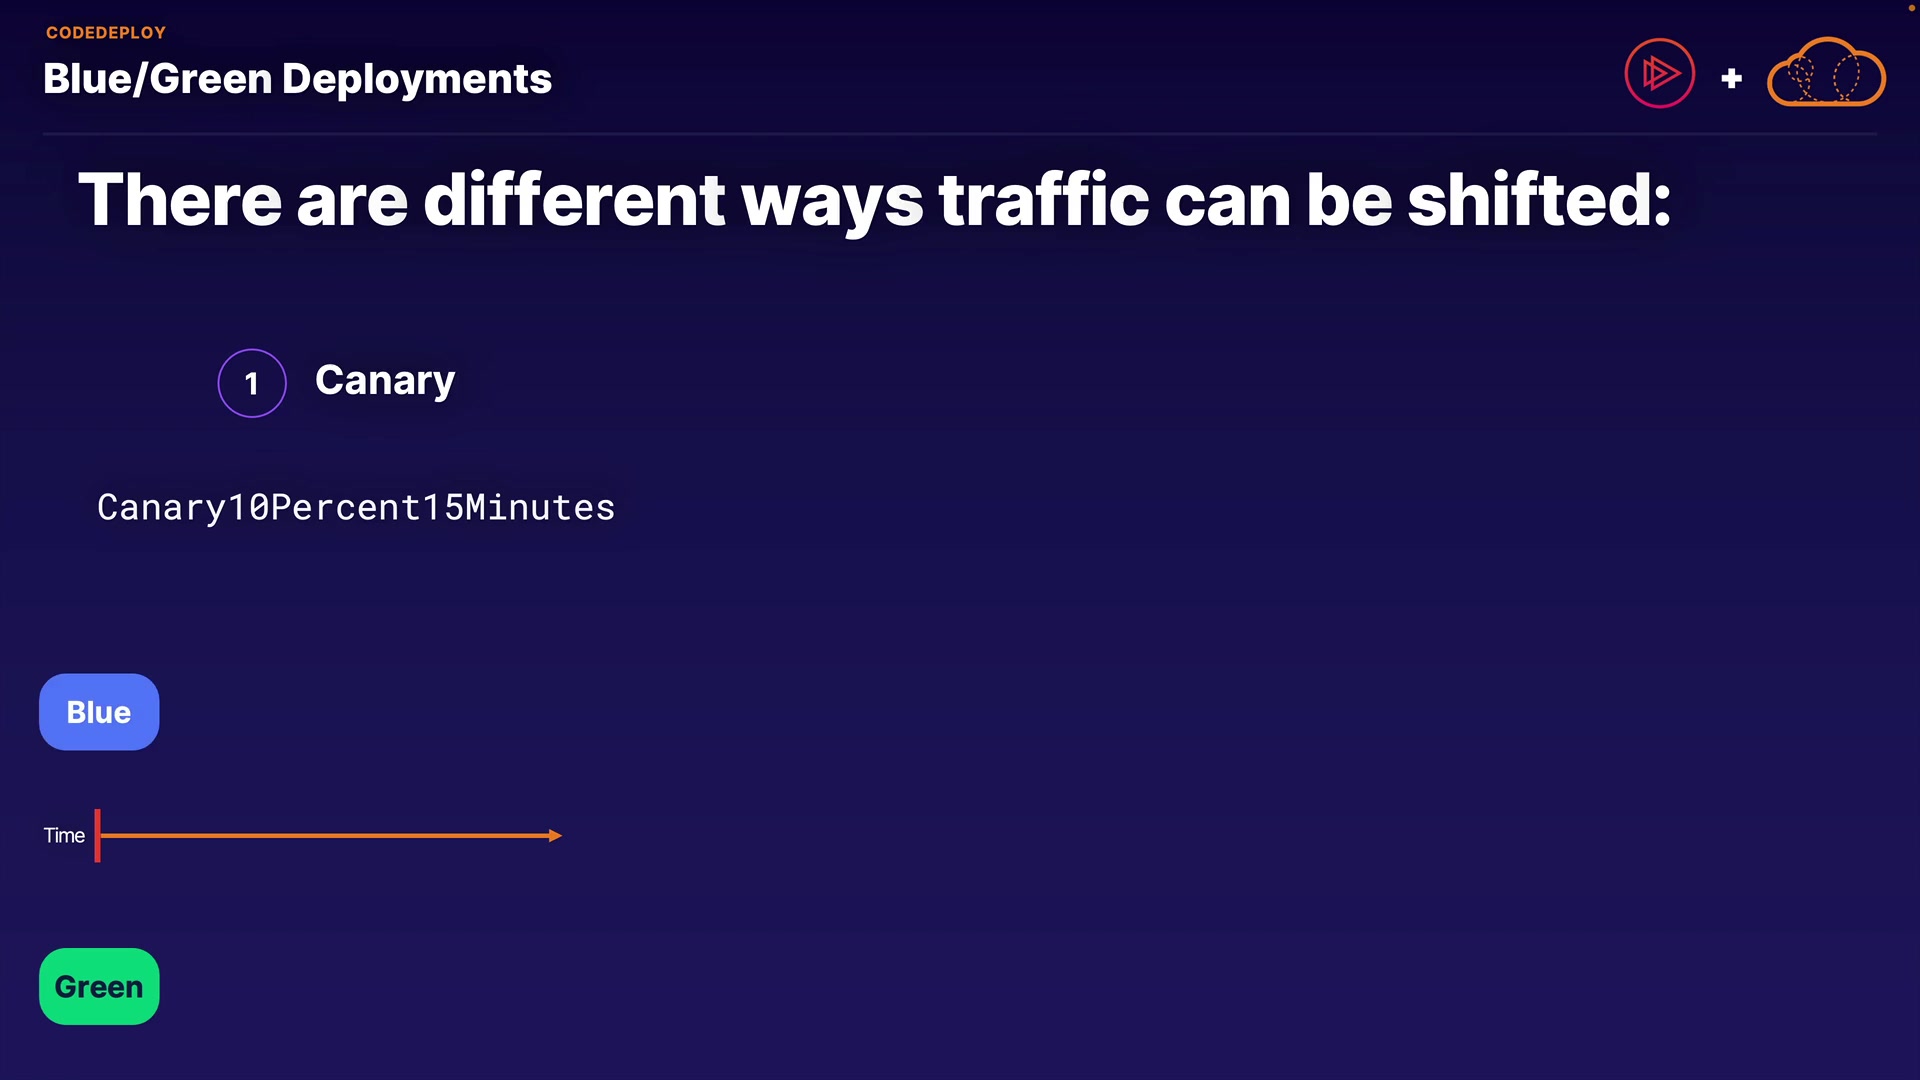 CODEDEPLOY
Blue/Green Deployments
+
There are different ways traffic can be shifted:
1 Canary
Canary10Percent15Minutes
Blue
Time
Green